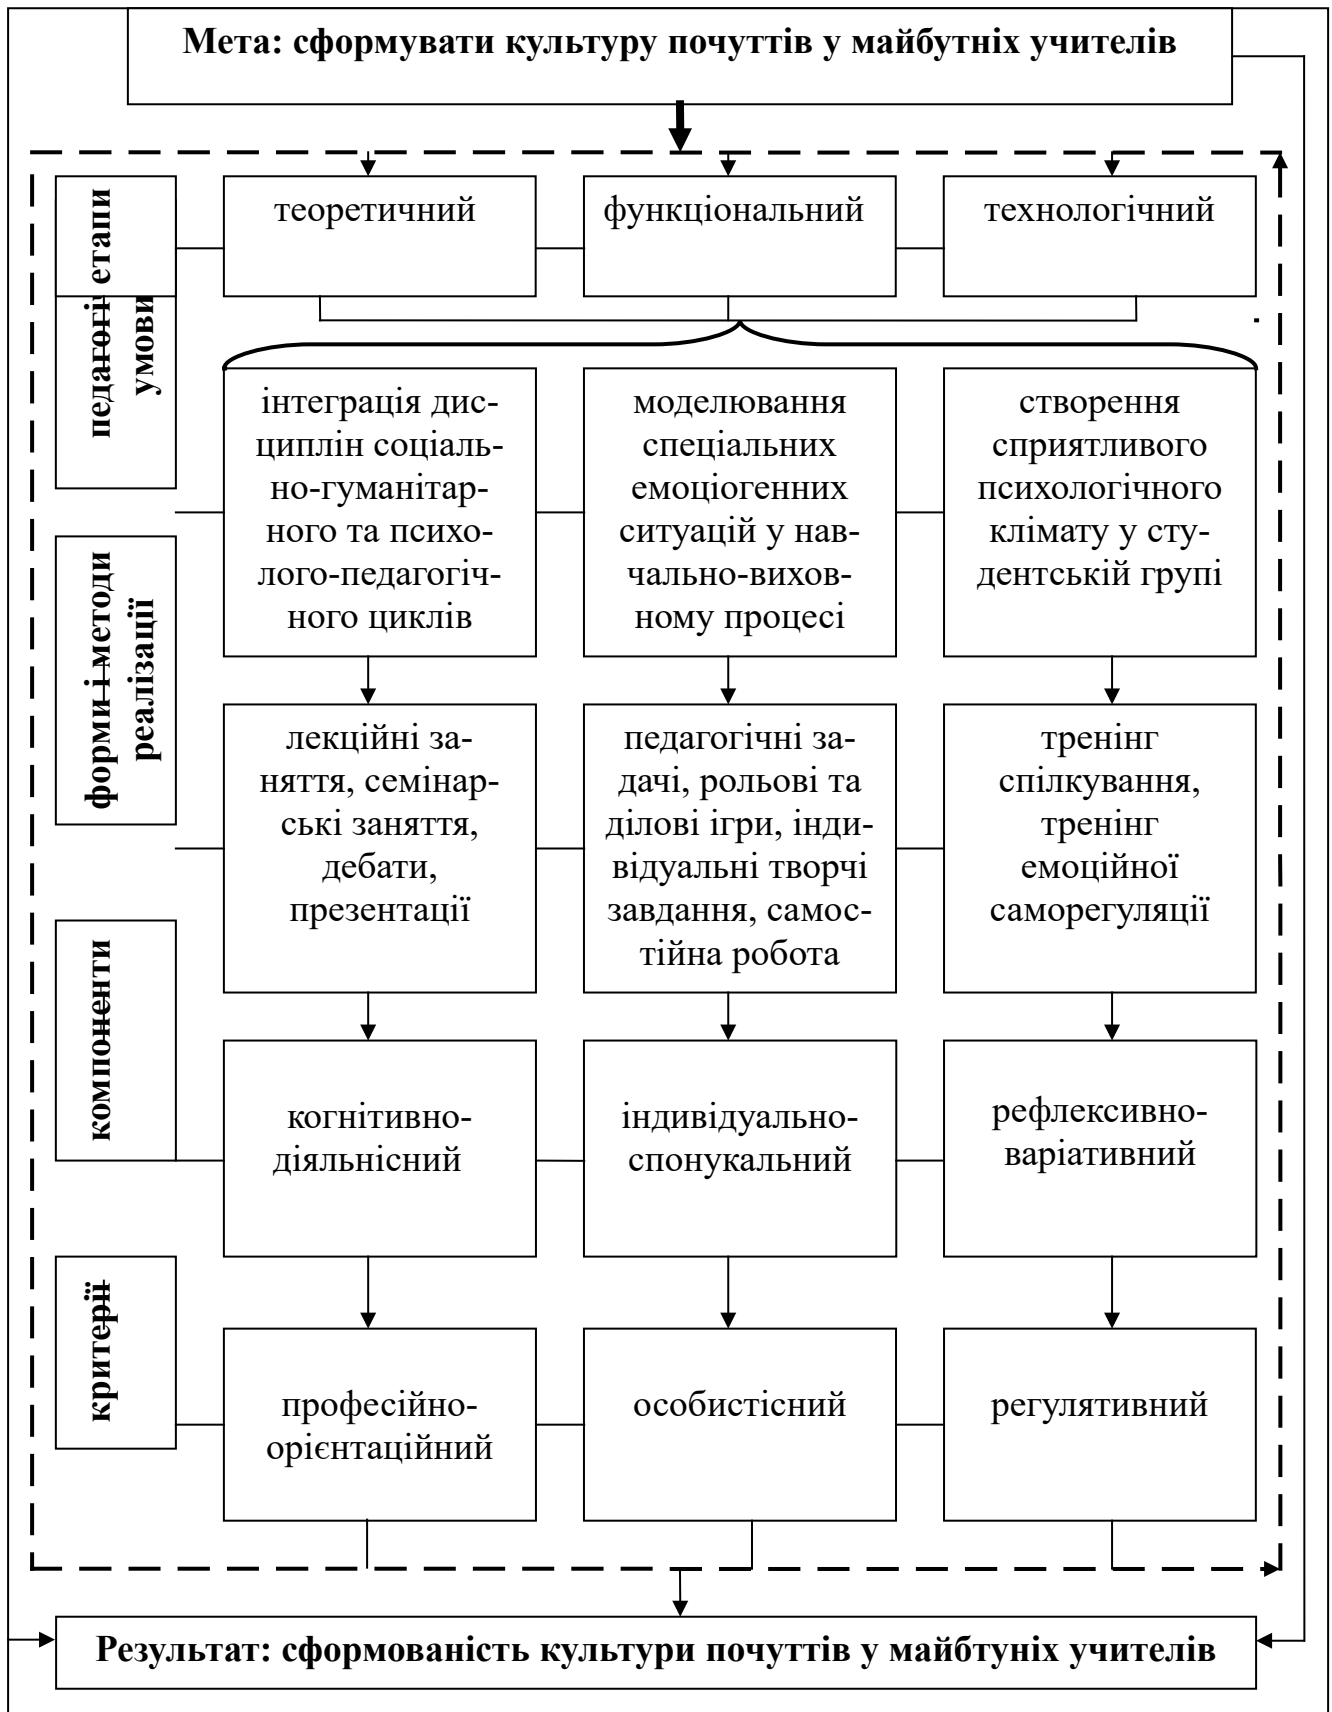 Мета: сформувати культуру почуттів у майбутніх учителів
етапи
теоретичний
функціональний
технологічний
умови
інтеграція дис-
циплін соціаль-
но-гуманітар-
ного та психо-
лого-педагогіч-
ного циклів
моделювання
спеціальних
емоціогенних
ситуацій у нав-
чально-вихов-
ному процесі
створення
сприятливого
психологічного
клімату у сту-
дентській групі
форми і методи
реалізації
лекційні за-
няття, семінар-
ські заняття,
дебати,
презентації
педагогічні за-
дачі, рольові та
ділові ігри, інди-
відуальні творчі
завдання, самос-
тійна робота
тренінг
спілкування,
тренінг
емоційної
саморегуляції
компоненти
когнітивно-
діяльнісний
індивідуально-
спонукальний
рефлексивно-
варіативний
критерії
професійно-
орієнтаційний
особистісний
регулятивний
Результат: сформованість культури почуттів у майбтуніх учителів